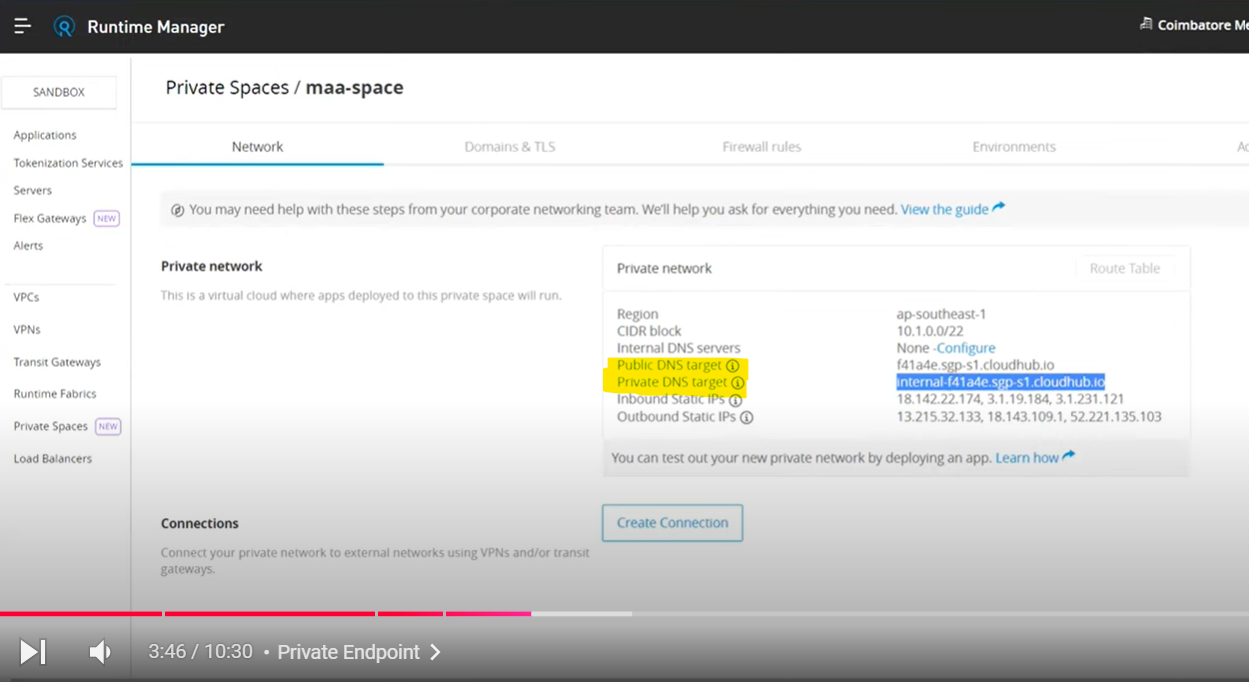 Runtime Manager
Coimbatore Me
SANDBOX
Applications
Tokenization Services
Servers
Flex Gateways NEW
Alerts
VPCs
VPNs
Transit Gateways
Runtime Fabrics
Private Spaces NEW
Load Balancers
Private Spaces / maa-space
Network Domains & TLS Firewall rules Environments Ac
You may need help with these steps from your corporate networking team. We'll help you ask for everything you need. View the guide
Private network
This is a virtual cloud where apps deployed to this private space will run.
Private network Route Table
Region ap-southeast-1
CIDR block 10.1.0.0/22
Internal DNS servers None -Configure
Public DNS target f41a4e.sgp-s1.cloudhub.io
Private DNS target internal-f41a4e.sgp-s1.cloudhub.io
Inbound Static IPs 18.142.22.174, 3.1.19.184, 3.1.231.121
Outbound Static IPs 13.215.32.133, 18.143.109.1, 52.221.135.103
You can test out your new private network by deploying an app. Learn how
Connections
Connect your private network to external networks using VPNs and/or transit
gateways.
Create Connection
3:46 / 10:30 • Private Endpoint